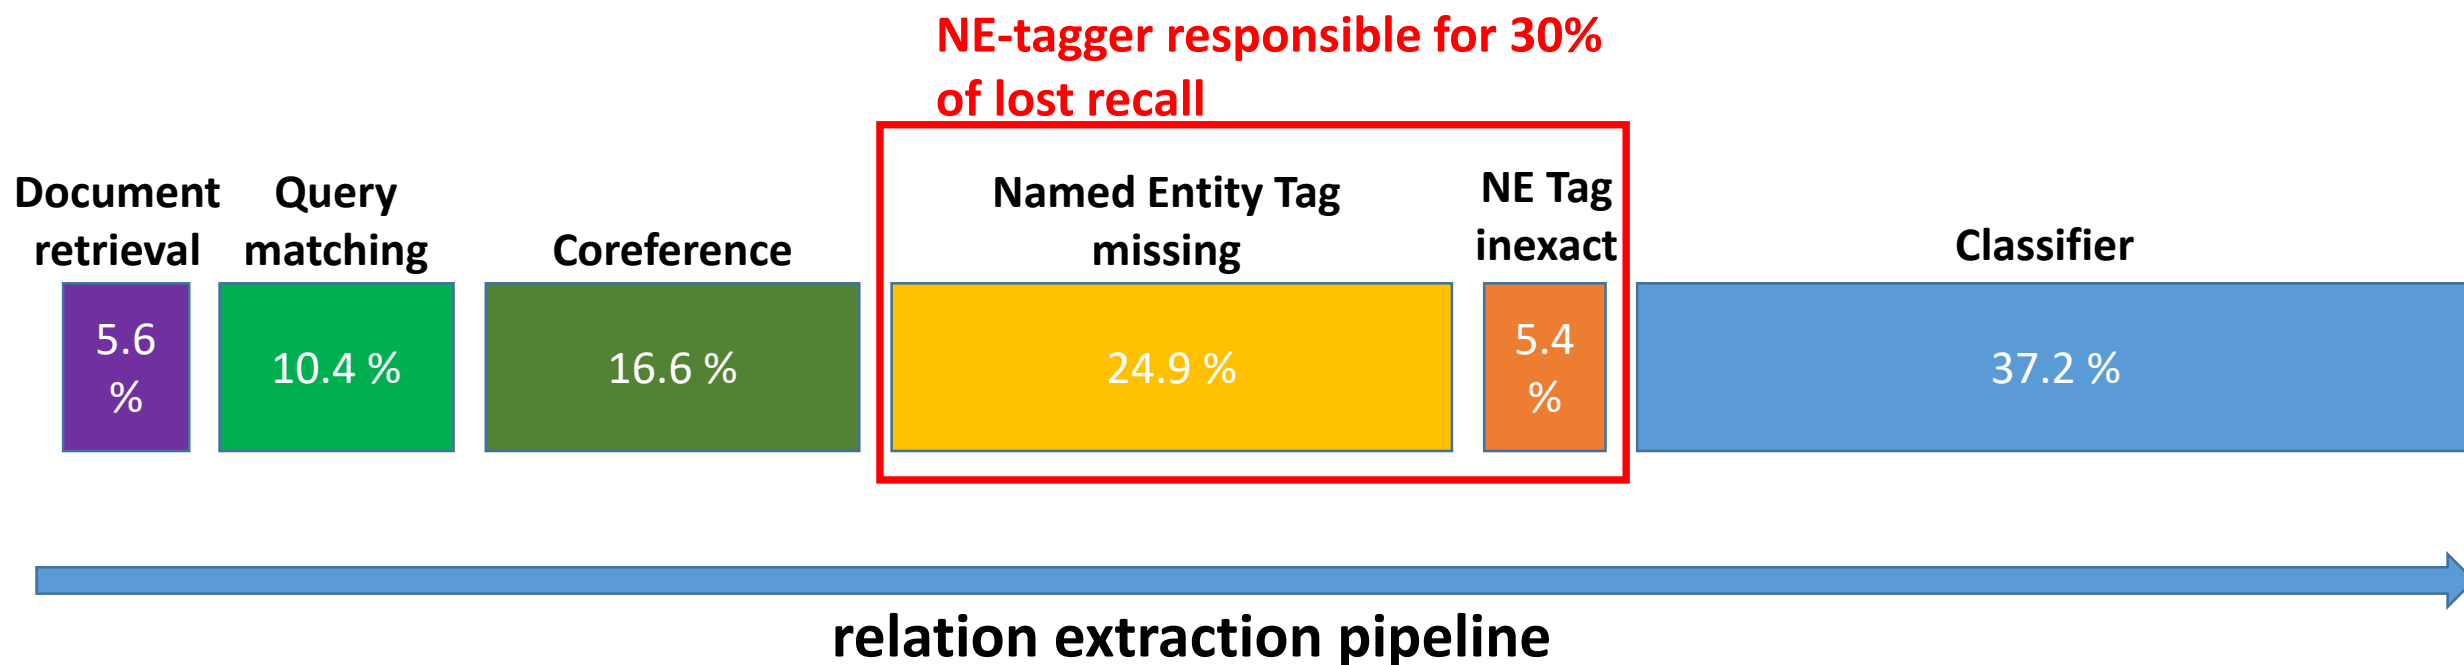 NE-tagger responsible for 30%
of lost recall
Document
retrieval
Query
matching
Coreference
Named Entity Tag
missing
NE Tag
inexact
Classifier
5.6
%
10.4 %
16.6 %
24.9 %
5.4
%
37.2 %
relation extraction pipeline